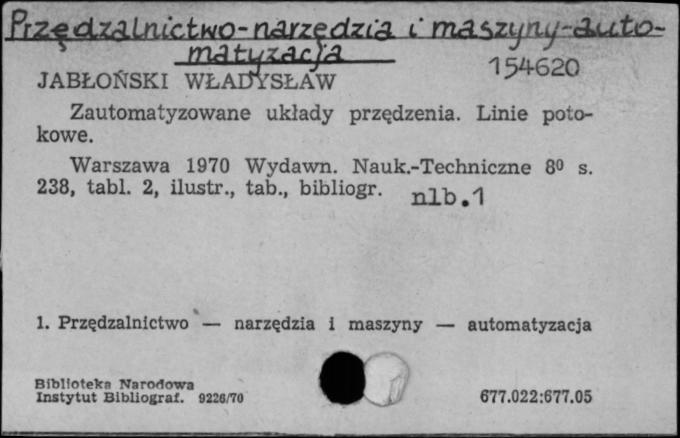 Przędzalnictwo-narzędzia i maszyny-auto-
matyzacja
154620
JABŁOŃSKI WŁADYSŁAW
Zautomatyzowane układy przędzenia. Linie poto-
kowe.
Warszawa 1970 Wydawn. Nauk.-Techniczne 8⁰ s.
238, tabl. 2, ilustr., tab., bibliogr. nlb.1
1. Przędzalnictwo — narzędzia i maszyny — automatyzacja
Biblioteka Narodowa
Instytut Bibliograf. 9226/70
677.022:677.05